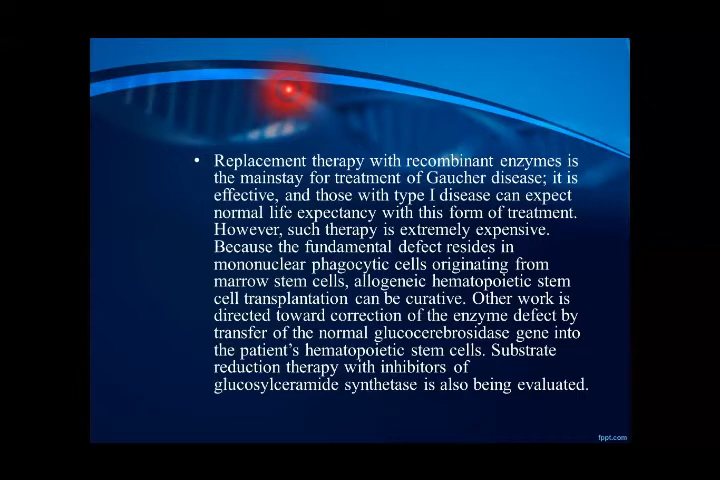 • Replacement therapy with recombinant enzymes is
the mainstay for treatment of Gaucher disease; it is
effective, and those with type I disease can expect
normal life expectancy with this form of treatment.
However, such therapy is extremely expensive.
Because the fundamental defect resides in
mononuclear phagocytic cells originating from
marrow stem cells, allogeneic hematopoietic stem
cell transplantation can be curative. Other work is
directed toward correction of the enzyme defect by
transfer of the normal glucocerebrosidase gene into
the patient’s hematopoietic stem cells. Substrate
reduction therapy with inhibitors of
glucosylceramide synthetase is also being evaluated.
fppt.com